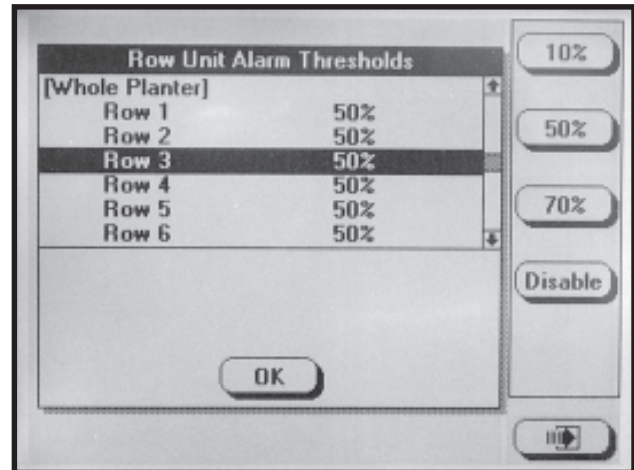 Row Unit Alarm Thresholds
[Whole Planter]
Row 1 50%
Row 2 50%
Row 3 50%
Row 4 50%
Row 5 50%
Row 6 50%
OK
10%
50%
70%
Disable